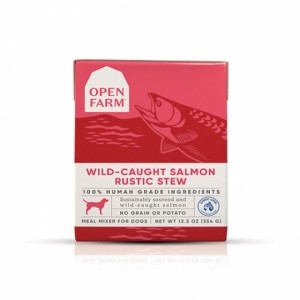 OPEN
FARM®
WILD-CAUGHT SALMON
RUSTIC STEW
100% HUMAN GRADE INGREDIENTS
Sustainably sourced and
wild-caught salmon
NO GRAIN OR POTATO
MEAL MIXER FOR DOGS
NET WT 12.5 OZ (354 G)